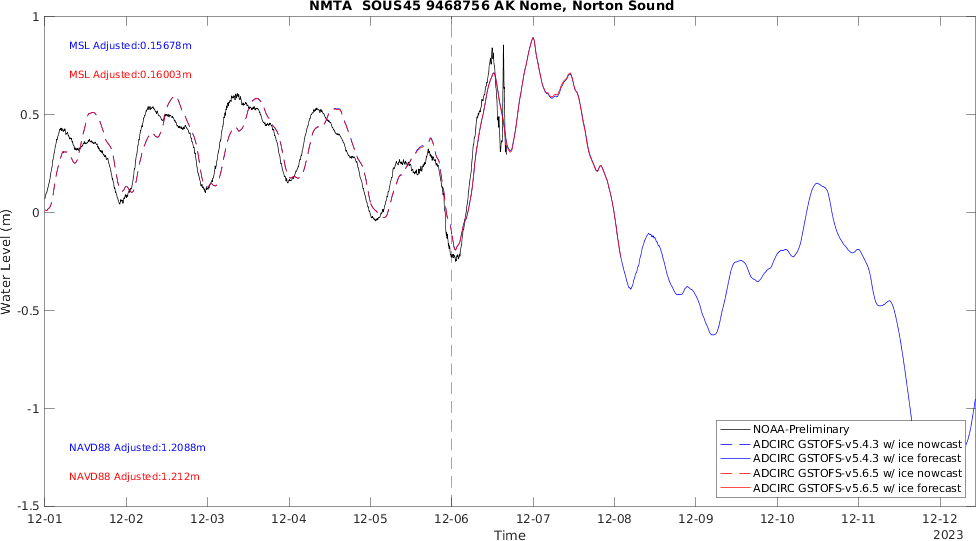 NMTA SOUS45 9468756 AK Nome, Norton Sound
MSL Adjusted:0.15678m
MSL Adjusted:0.16003m
NAVD88 Adjusted:1.2088m
NAVD88 Adjusted:1.212m
Water Level (m)
1
0.5
0
-0.5
-1
-1.5
NOAA-Preliminary
ADCIRC GSTOFS-v5.4.3 w/ ice nowcast
ADCIRC GSTOFS-v5.4.3 w/ ice forecast
ADCIRC GSTOFS-v5.6.5 w/ ice nowcast
ADCIRC GSTOFS-v5.6.5 w/ ice forecast
12-01 12-02 12-03 12-04 12-05 12-06 12-07 12-08 12-09 12-10 12-11 12-12
Time
2023